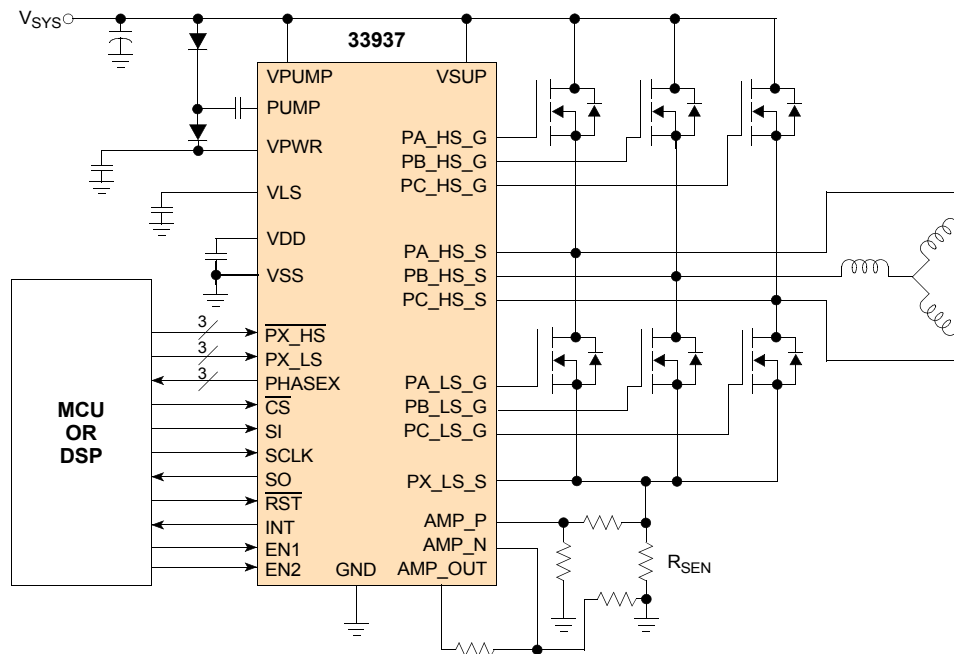 VSYS
33937
VPUMP
VSUP
PUMP
VPWR
VLS
VDD
VSS
PX_HS
PX_LS
PHASEX
CS
SI
SCLK
SO
RST
INT
EN1
EN2
GND
3
3
3
MCU
OR
DSP
PA_HS_G
PB_HS_G
PC_HS_G
PA_HS_S
PB_HS_S
PC_HS_S
PA_LS_G
PB_LS_G
PC_LS_G
PX_LS_S
AMP_P
AMP_N
AMP_OUT
RSEN